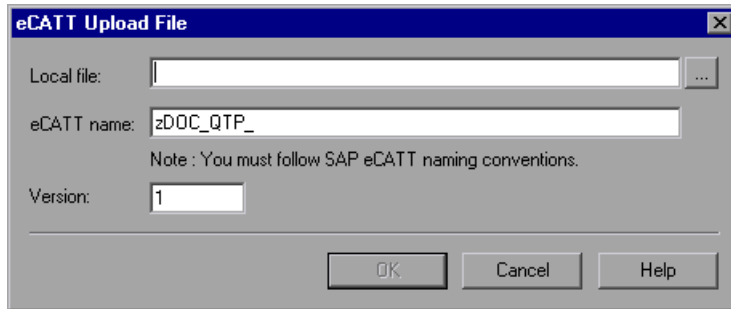 eCATT Upload File
Local file:
...
eCATT name: zDOC_QTP_
Note : You must follow SAP eCATT naming conventions.
Version: 1
OK Cancel Help